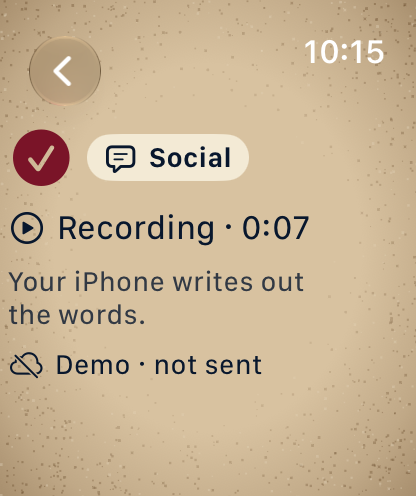 10:15
Social
Recording · 0:07
Your iPhone writes out
the words.
Demo · not sent